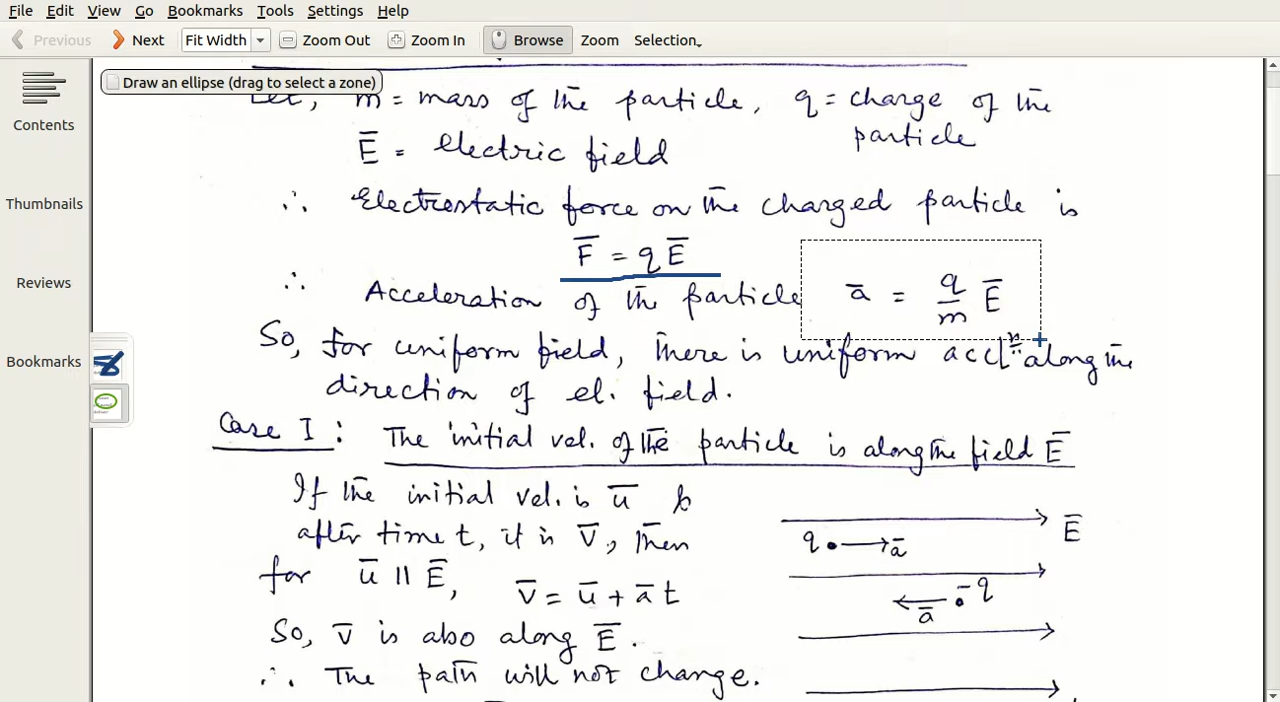 File Edit View Go Bookmarks Tools Settings Help
Previous Next Fit Width Zoom Out Zoom In Browse Zoom Selection
Draw an ellipse (drag to select a zone)
Contents
Thumbnails
Reviews
Bookmarks
Let, m = mass of the particle, q = charge of the particle
E̅ = electric field
∴ Electrostatic force on the charged particle is
F̅ = qE̅
∴ Acceleration of the particle a̅ = q/m E̅
So, for uniform field, there is uniform accl^n along the
direction of el. field.
Case I : The initial vel. of the particle is along the field E̅
If the initial vel. is u̅ &
after time t, it is v̅, then
for u̅ || E̅, v̅ = u̅ + a̅t
So, v̅ is also along E̅.
∴ The path will not change.
E̅
q a̅
-q
a̅